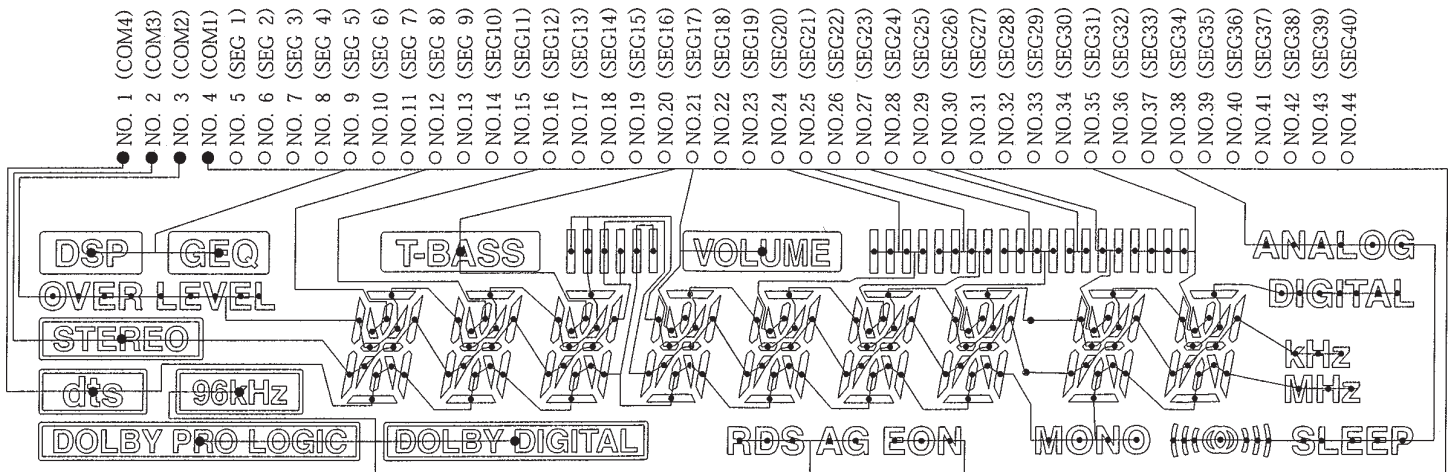 NO. 1 (COM4)
NO. 2 (COM3)
NO. 3 (COM2)
NO. 4 (COM1)
NO. 5 (SEG 1)
NO. 6 (SEG 2)
NO. 7 (SEG 3)
NO. 8 (SEG 4)
NO. 9 (SEG 5)
NO.10 (SEG 6)
NO.11 (SEG 7)
NO.12 (SEG 8)
NO.13 (SEG 9)
NO.14 (SEG10)
NO.15 (SEG11)
NO.16 (SEG12)
NO.17 (SEG13)
NO.18 (SEG14)
NO.19 (SEG15)
NO.20 (SEG16)
NO.21 (SEG17)
NO.22 (SEG18)
NO.23 (SEG19)
NO.24 (SEG20)
NO.25 (SEG21)
NO.26 (SEG22)
NO.27 (SEG23)
NO.28 (SEG24)
NO.29 (SEG25)
NO.30 (SEG26)
NO.31 (SEG27)
NO.32 (SEG28)
NO.33 (SEG29)
NO.34 (SEG30)
NO.35 (SEG31)
NO.36 (SEG32)
NO.37 (SEG33)
NO.38 (SEG34)
NO.39 (SEG35)
NO.40 (SEG36)
NO.41 (SEG37)
NO.42 (SEG38)
NO.43 (SEG39)
NO.44 (SEG40)
DSP GEQ T-BASS VOLUME ANALOG
OVER LEVEL DIGITAL
STEREO kHz
dts 96kHz MHz
DOLBY PRO LOGIC DOLBY DIGITAL RDS AG EON MONO SLEEP